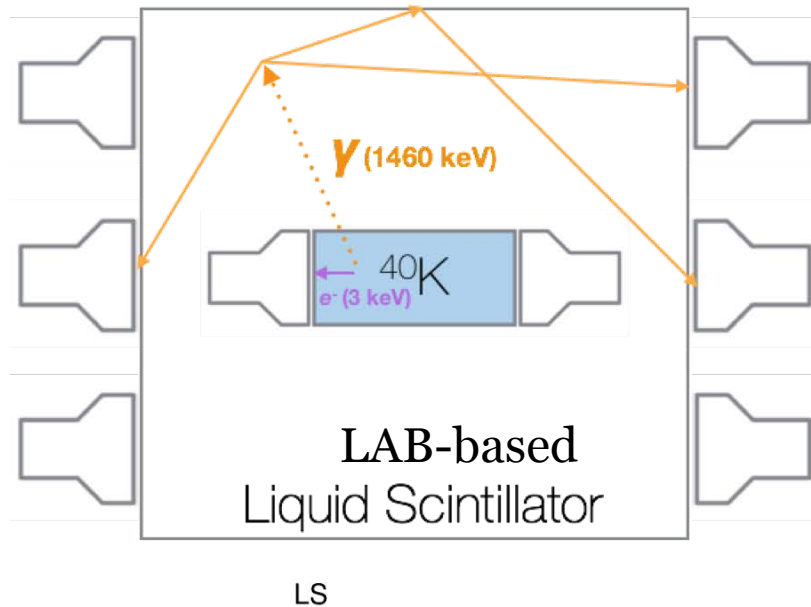 γ (1460 keV)
⁴⁰K
e⁻ (3 keV)
LAB-based
Liquid Scintillator
LS